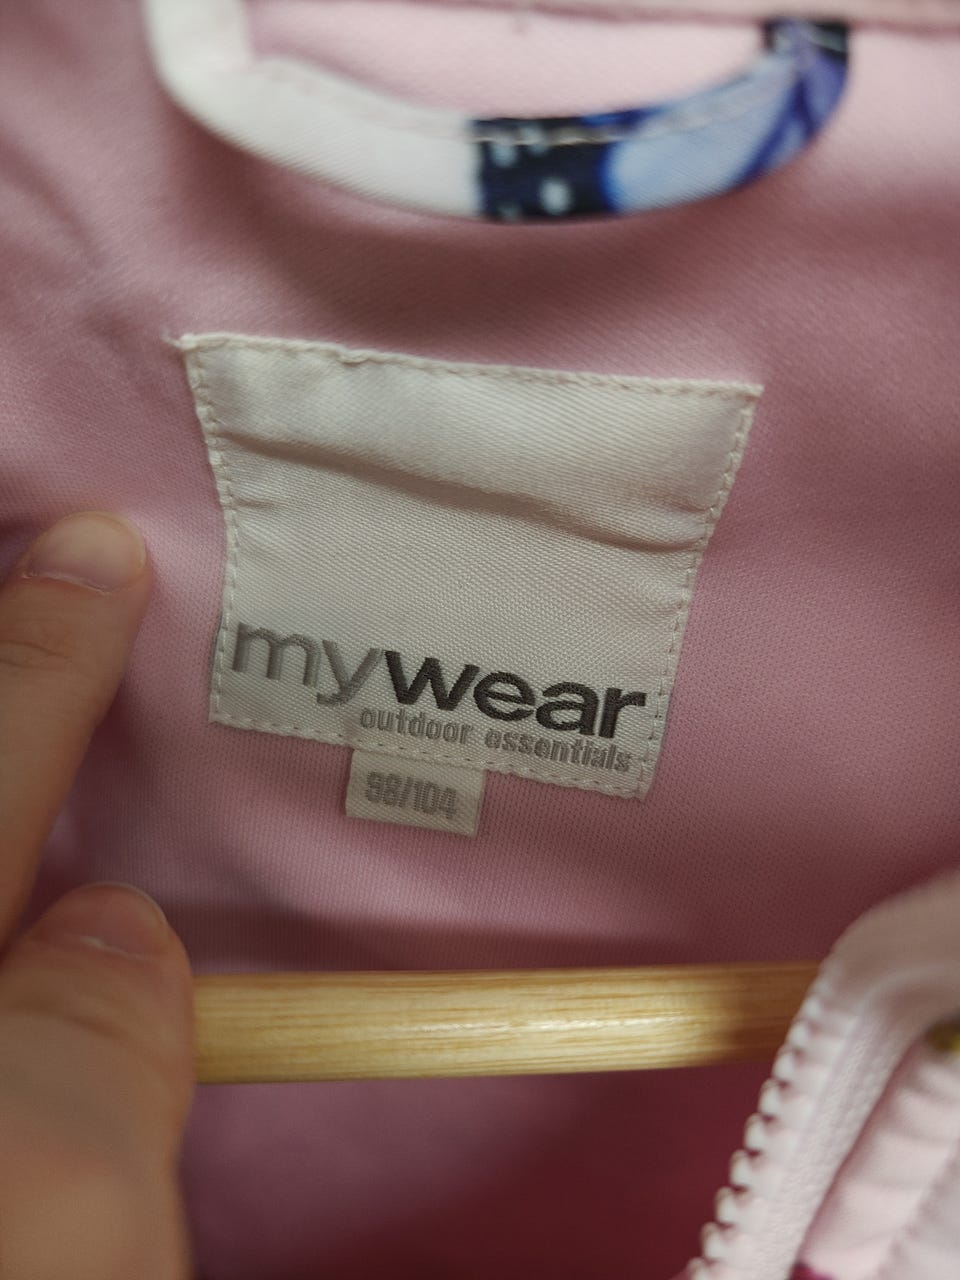 mywear
outdoor essentials
98/104